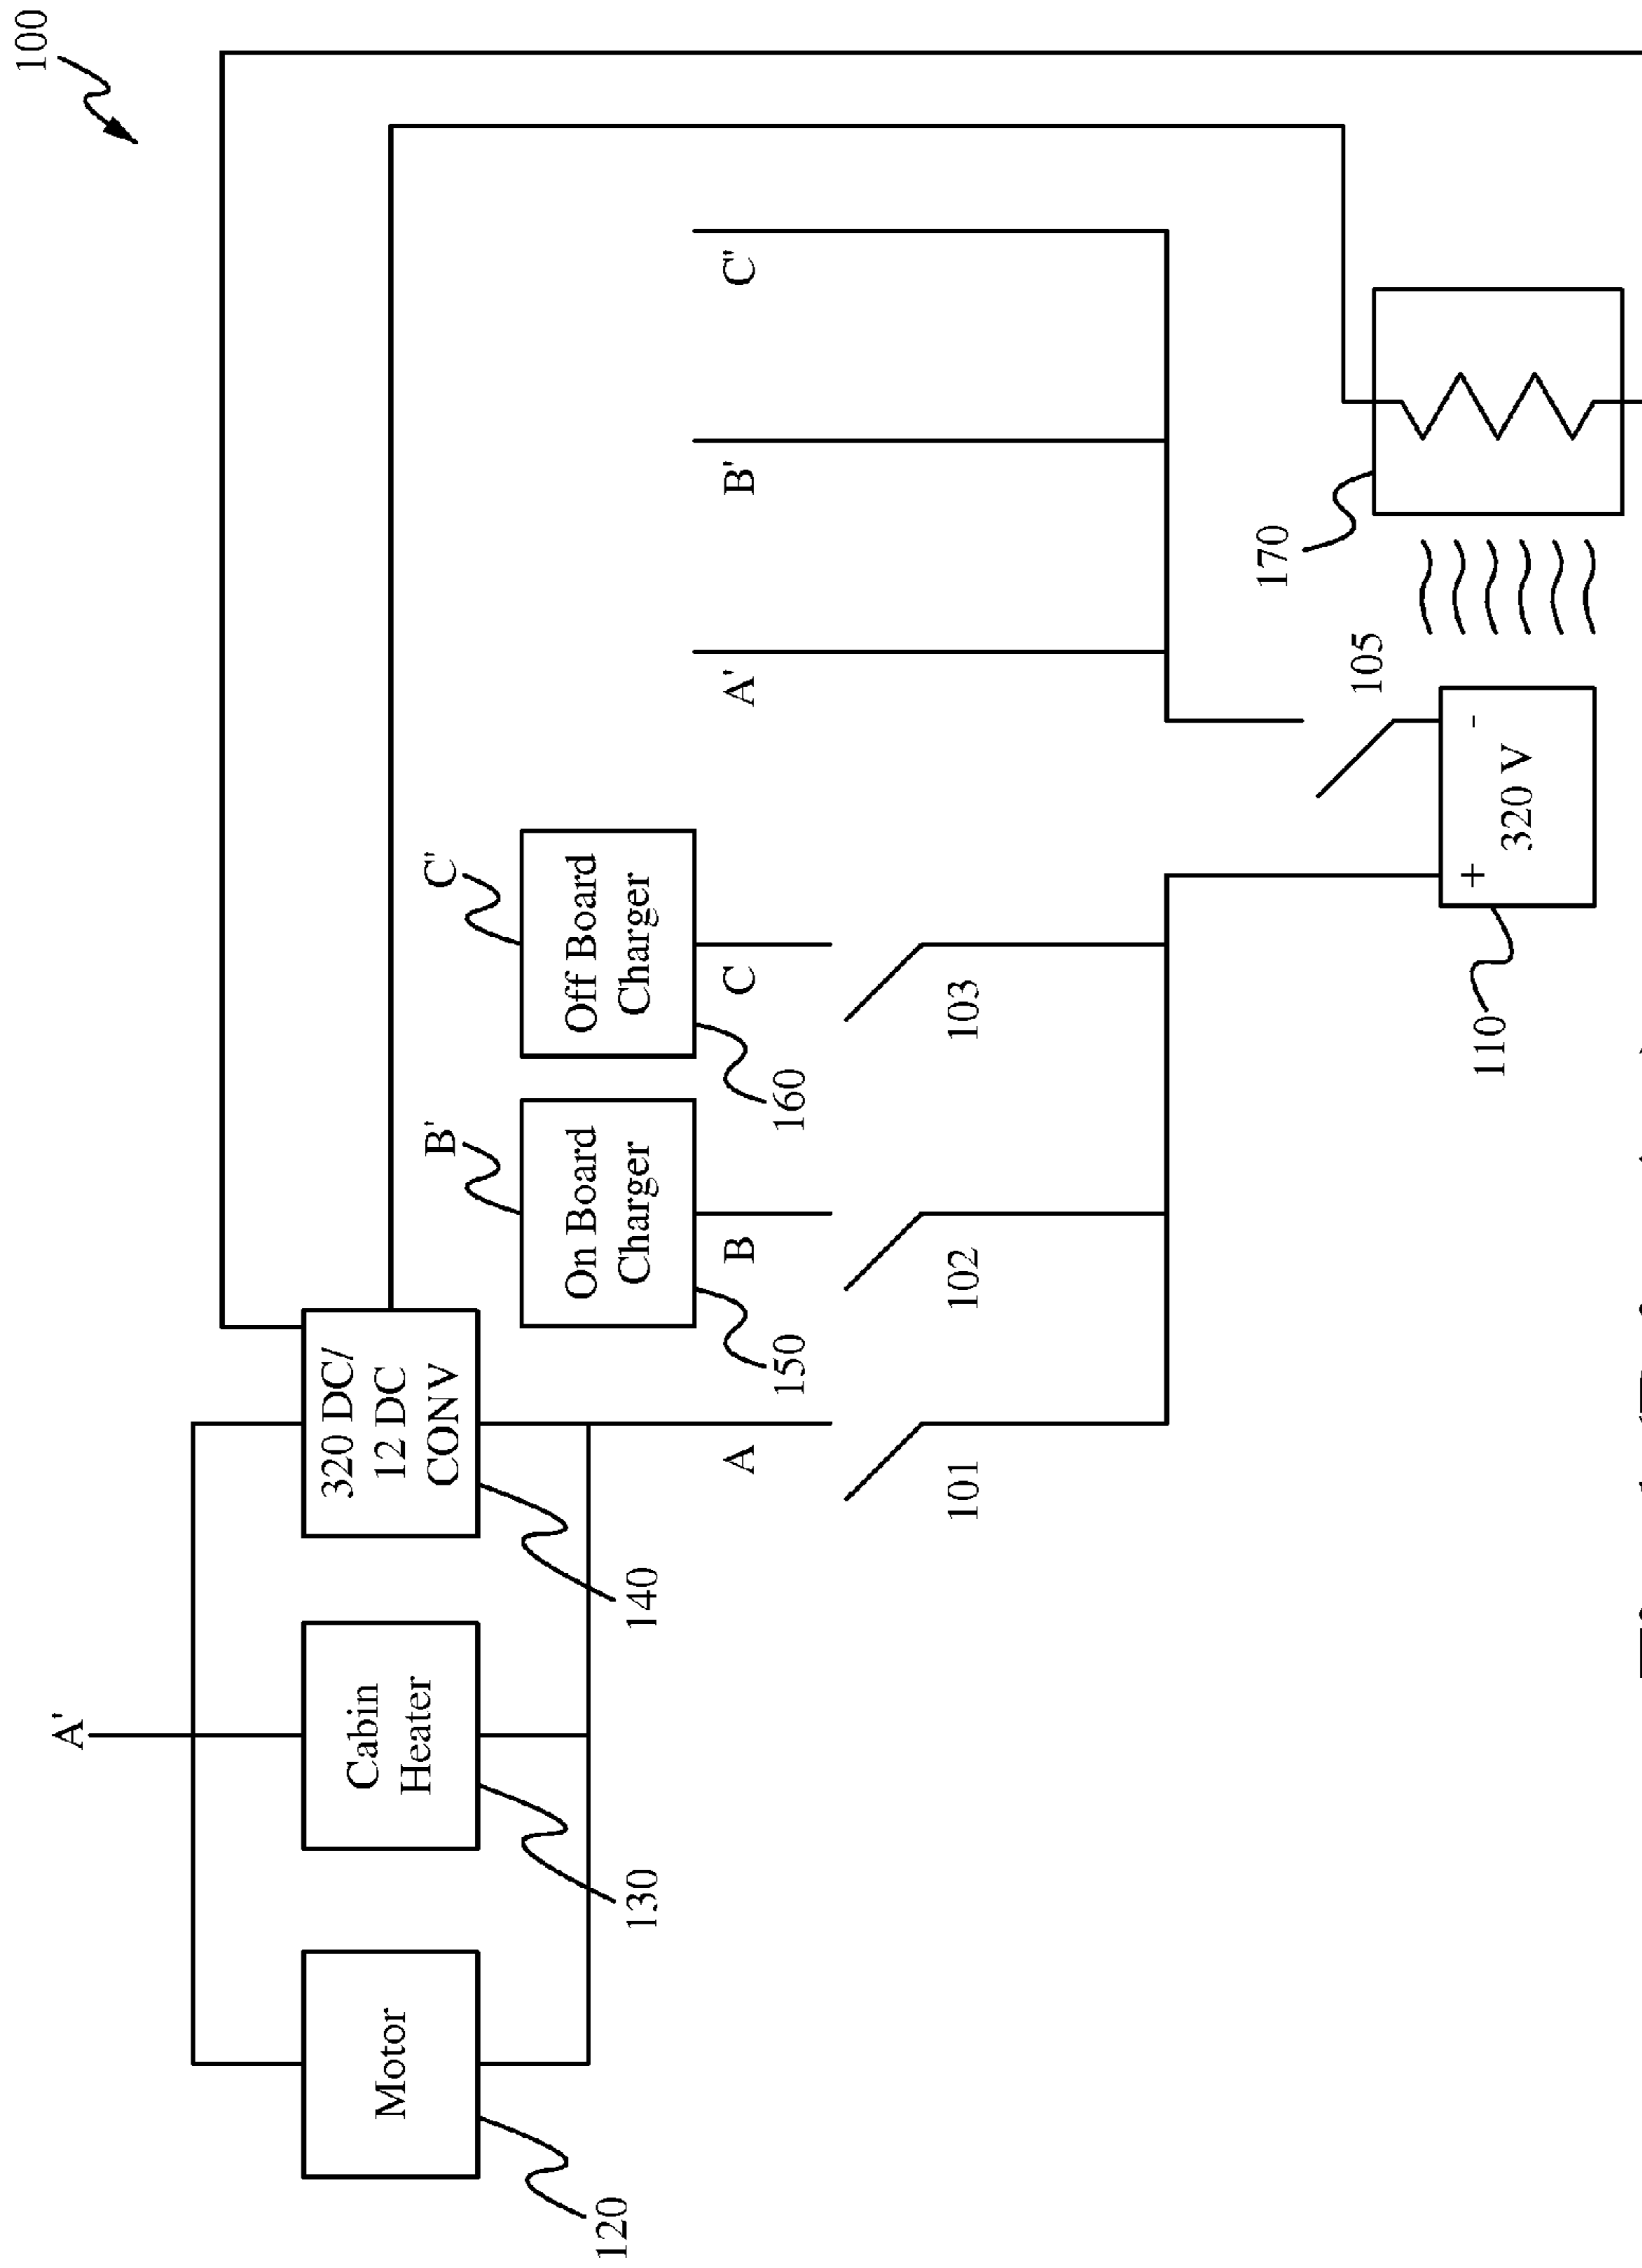 100
A'
Motor
Cabin
Heater
320 DC/
12 DC
CONV
120
130
140
B'
On Board
Charger
150
C'
Off Board
Charger
160
A
B
C
A'
B'
C'
101
102
103
105
170
110
+
-
320 V